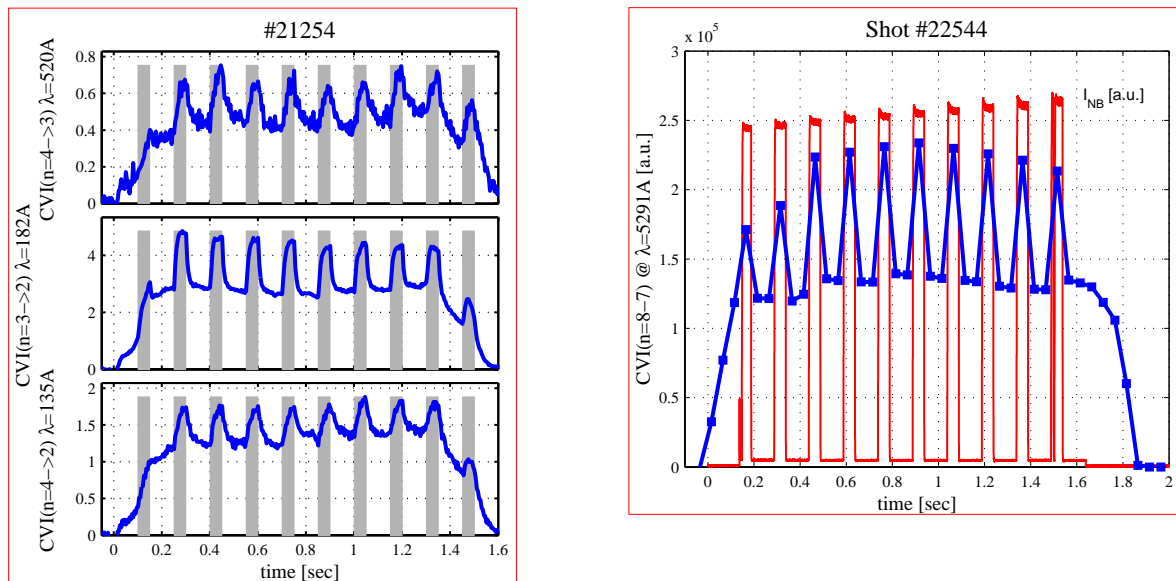 #21254
CVI(n=4->3) λ=520A
0.8
0.6
0.4
0.2
0
CVI(n=3->2) λ=182A
4
2
0
CVI(n=4->2) λ=135A
2
1.5
1
0.5
0
0 0.2 0.4 0.6 0.8 1 1.2 1.4 1.6
time [sec]
Shot #22544
x 10^5
CVI(n=8-7) @ λ=5291A [a.u.]
3
2.5
2
1.5
1
0.5
0
I_NB [a.u.]
0 0.2 0.4 0.6 0.8 1 1.2 1.4 1.6 1.8 2
time [sec]